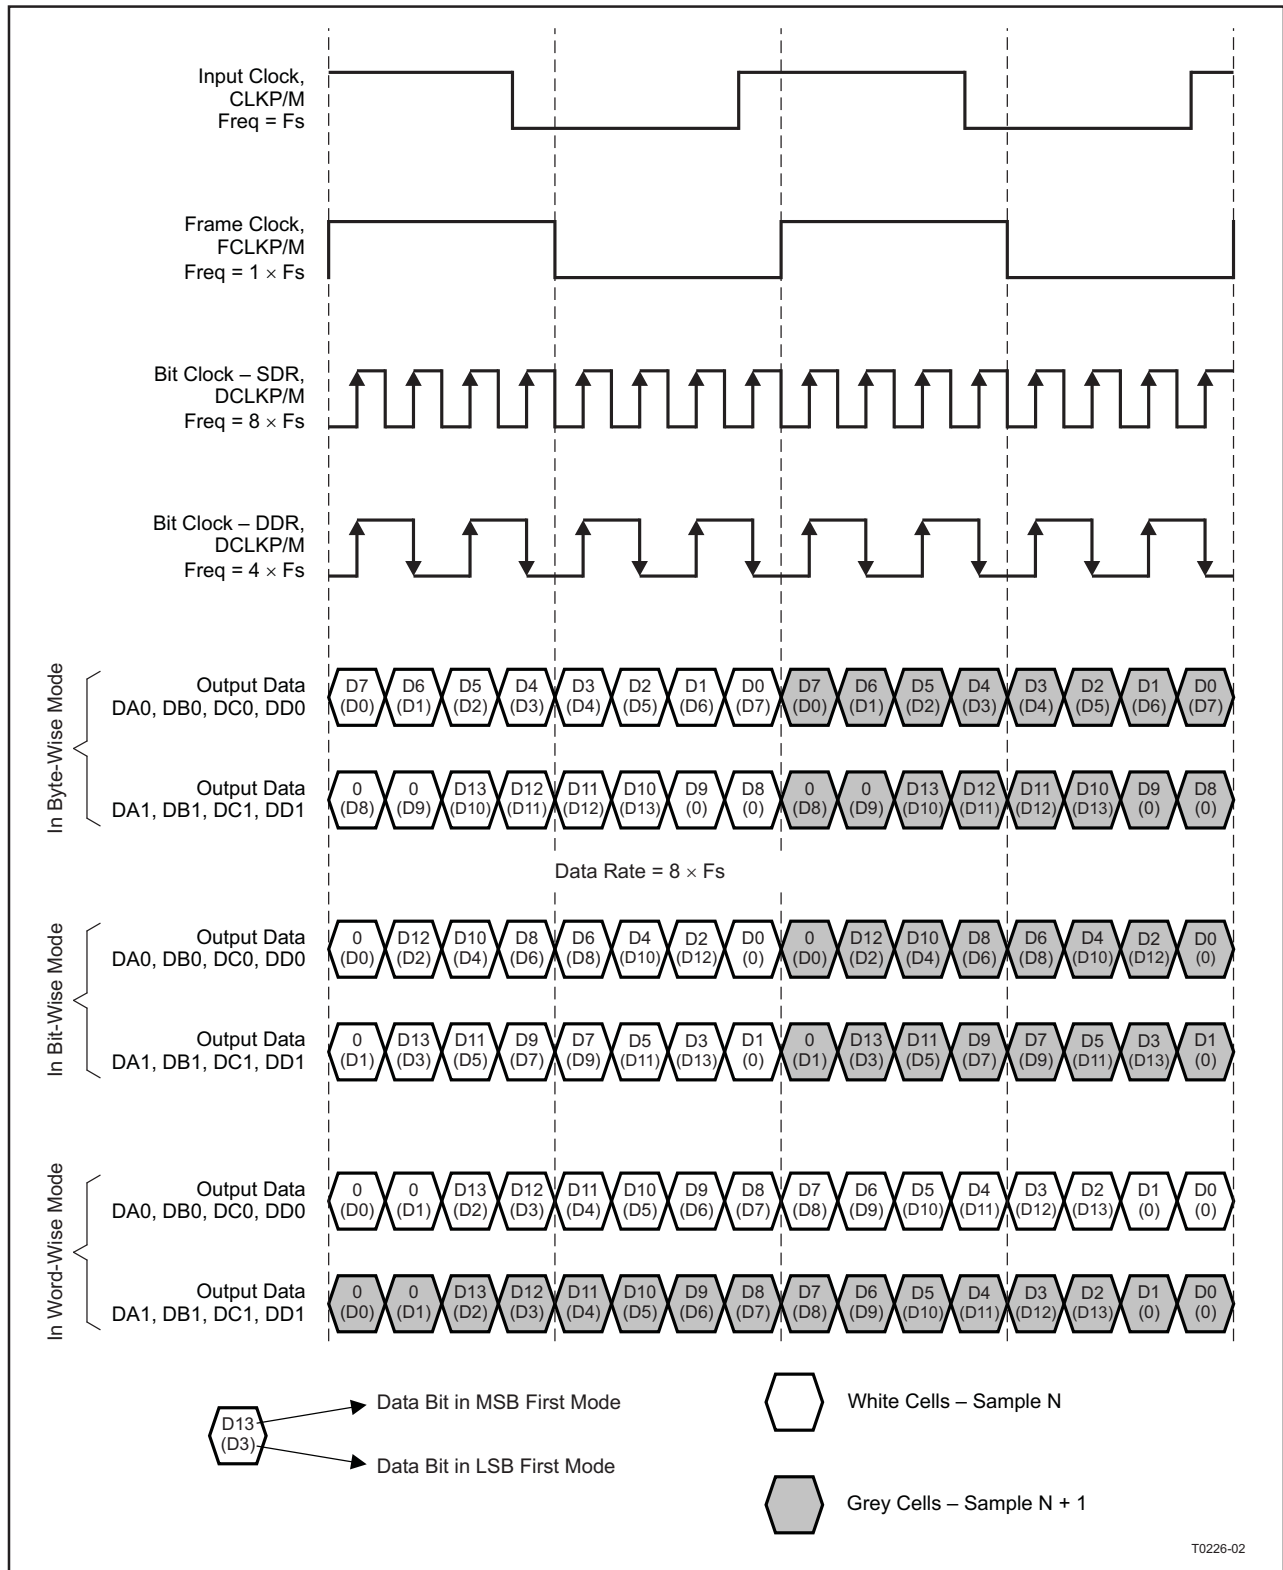 Input Clock,
CLKP/M
Freq = Fs
Frame Clock,
FCLKP/M
Freq = 1 × Fs
Bit Clock – SDR,
DCLKP/M
Freq = 8 × Fs
Bit Clock – DDR,
DCLKP/M
Freq = 4 × Fs
In Byte-Wise Mode
Output Data
DA0, DB0, DC0, DD0
D7 D6 D5 D4 D3 D2 D1 D0 D7 D6 D5 D4 D3 D2 D1 D0
(D0) (D1) (D2) (D3) (D4) (D5) (D6) (D7) (D0) (D1) (D2) (D3) (D4) (D5) (D6) (D7)
Output Data
DA1, DB1, DC1, DD1
0 0 D13 D12 D11 D10 D9 D8 0 0 D13 D12 D11 D10 D9 D8
(D8) (D9) (D10) (D11) (D12) (D13) (0) (0) (D8) (D9) (D10) (D11) (D12) (D13) (0) (0)
Data Rate = 8 × Fs
In Bit-Wise Mode
Output Data
DA0, DB0, DC0, DD0
0 D12 D10 D8 D6 D4 D2 D0 0 D12 D10 D8 D6 D4 D2 D0
(D0) (D2) (D4) (D6) (D8) (D10) (D12) (0) (D0) (D2) (D4) (D6) (D8) (D10) (D12) (0)
Output Data
DA1, DB1, DC1, DD1
0 D13 D11 D9 D7 D5 D3 D1 0 D13 D11 D9 D7 D5 D3 D1
(D1) (D3) (D5) (D7) (D9) (D11) (D13) (0) (D1) (D3) (D5) (D7) (D9) (D11) (D13) (0)
In Word-Wise Mode
Output Data
DA0, DB0, DC0, DD0
0 0 D13 D12 D11 D10 D9 D8 D7 D6 D5 D4 D3 D2 D1 D0
(D0) (D1) (D2) (D3) (D4) (D5) (D6) (D7) (D8) (D9) (D10) (D11) (D12) (D13) (0) (0)
Output Data
DA1, DB1, DC1, DD1
0 0 D13 D12 D11 D10 D9 D8 D7 D6 D5 D4 D3 D2 D1 D0
(D0) (D1) (D2) (D3) (D4) (D5) (D6) (D7) (D8) (D9) (D10) (D11) (D12) (D13) (0) (0)
D13
(D3)
Data Bit in MSB First Mode
Data Bit in LSB First Mode
White Cells – Sample N
Grey Cells – Sample N + 1
T0226-02